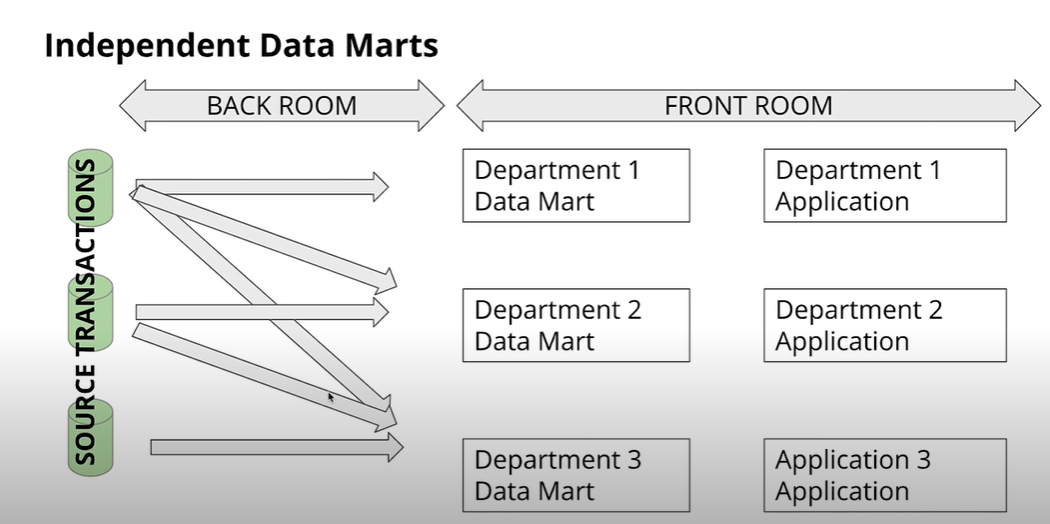 Independent Data Marts
BACK ROOM
FRONT ROOM
SOURCE TRANSACTIONS
Department 1
Data Mart
Department 1
Application
Department 2
Data Mart
Department 2
Application
Department 3
Data Mart
Application 3
Application